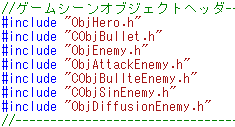 //ゲームシーンオブジェクトヘッダー
#include "ObjHero.h"
#include "CObjBullet.h"
#include "ObjEnemy.h"
#include "ObjAttackEnemy.h"
#include "CObjBullteEnemy.h"
#include "CObjSinEnemy.h"
#include "ObjDiffusionEnemy.h"
//------------------------------